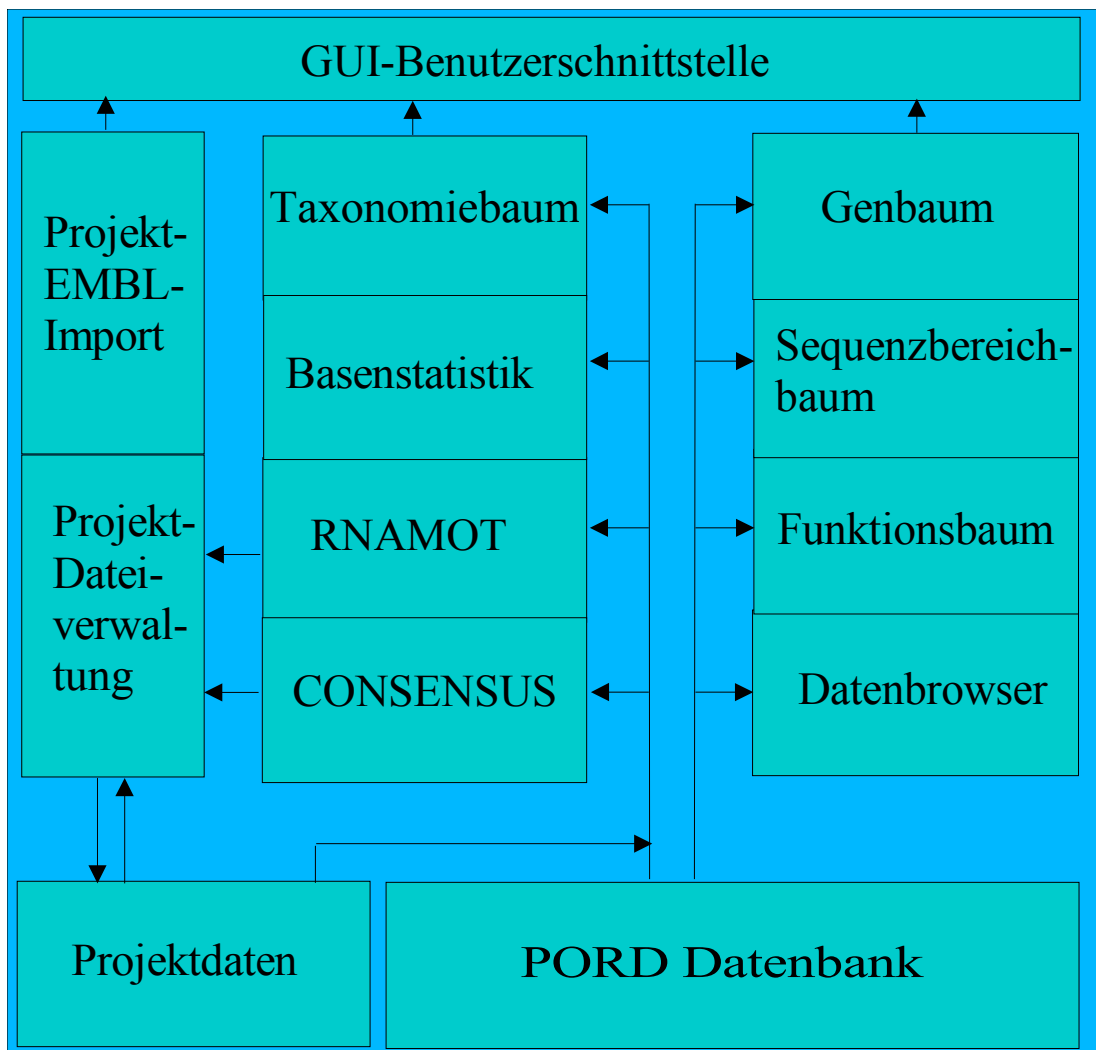 GUI-Benutzerschnittstelle
Projekt-
EMBL-
Import
Projekt-
Datei-
verwal-
tung
Taxonomiebaum
Basenstatistik
RNAMOT
CONSENSUS
Genbaum
Sequenzbereich-
baum
Funktionsbaum
Datenbrowser
Projektdaten
PORD Datenbank